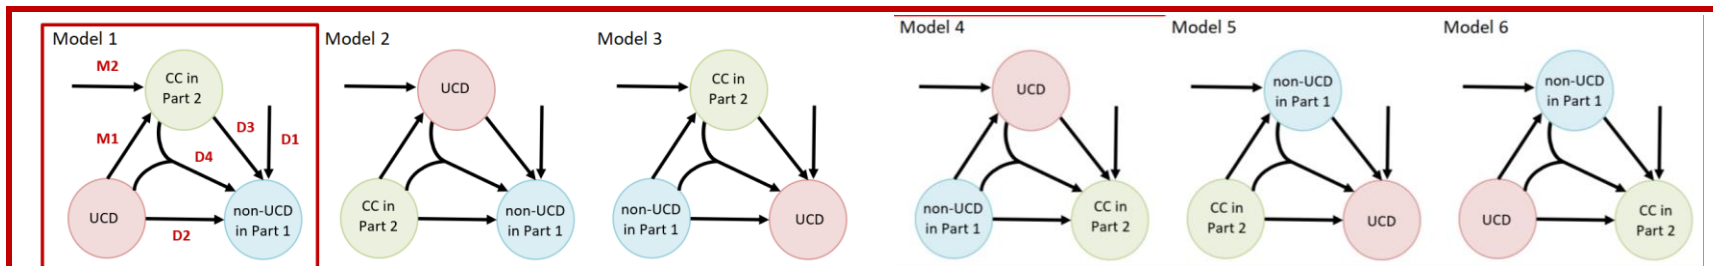 Model 1
M2
CC in
Part 2
M1
D3
D1
D4
UCD
D2
non-UCD
in Part 1
Model 2
UCD
CC in
Part 2
non-UCD
in Part 1
Model 3
CC in
Part 2
non-UCD
in Part 1
UCD
Model 4
UCD
non-UCD
in Part 1
CC in
Part 2
Model 5
non-UCD
in Part 1
CC in
Part 2
UCD
Model 6
non-UCD
in Part 1
UCD
CC in
Part 2